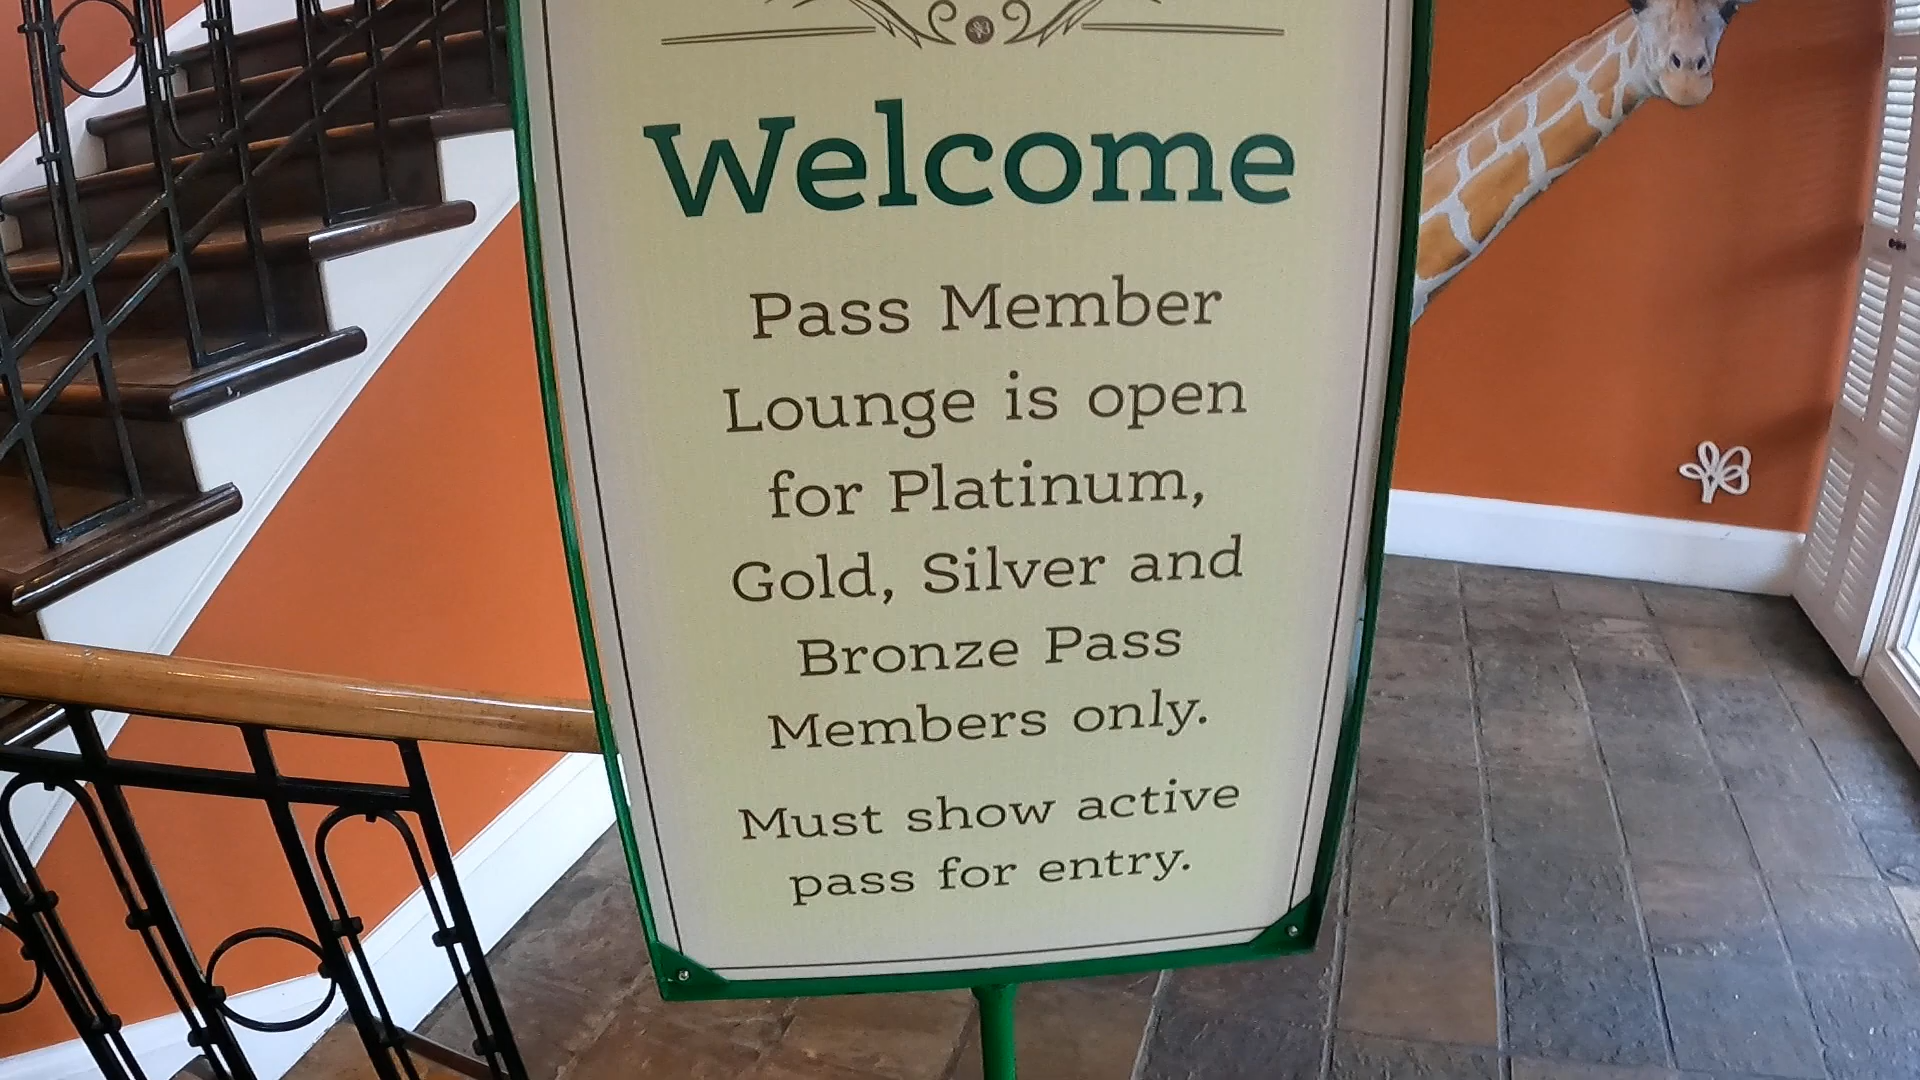 Welcome
Pass Member
Lounge is open
for Platinum,
Gold, Silver and
Bronze Pass
Members only.
Must show active
pass for entry.